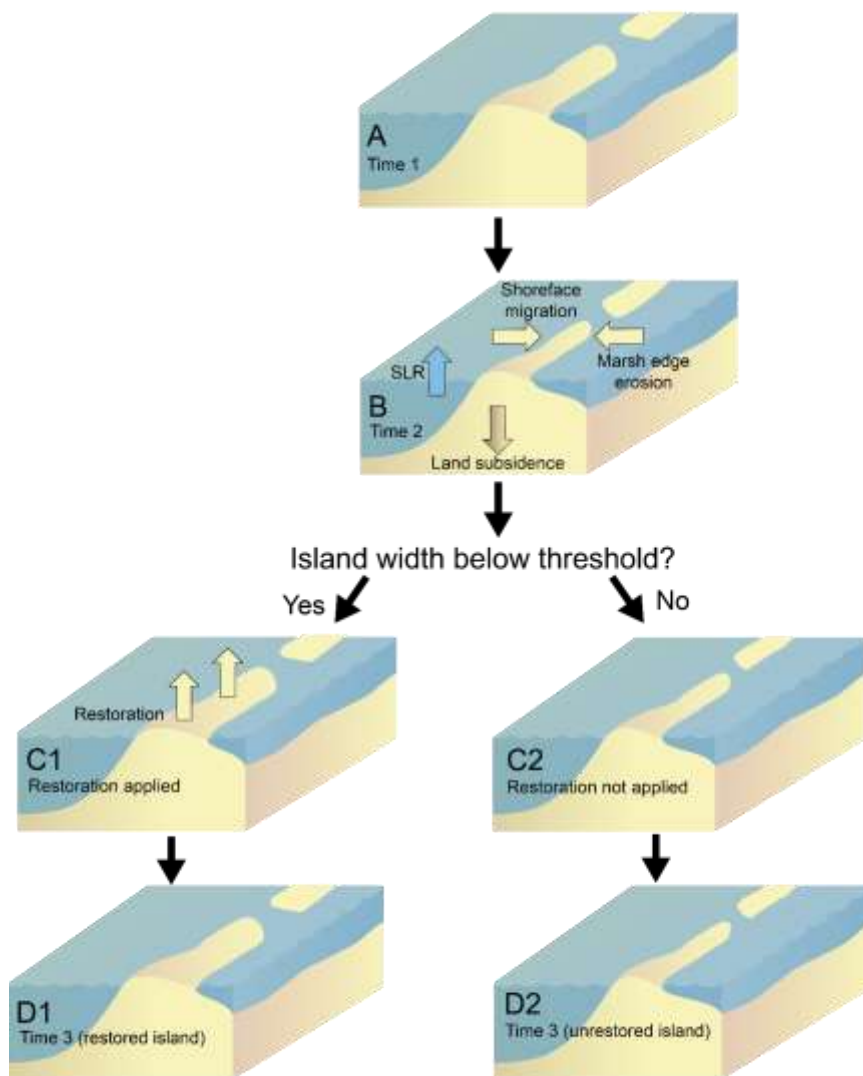 A
Time 1
Shoreface
migration
SLR
Marsh edge
erosion
B
Time 2
Land subsidence
Island width below threshold?
Yes
No
Restoration
C1
Restoration applied
C2
Restoration not applied
D1
Time 3 (restored island)
D2
Time 3 (unrestored island)